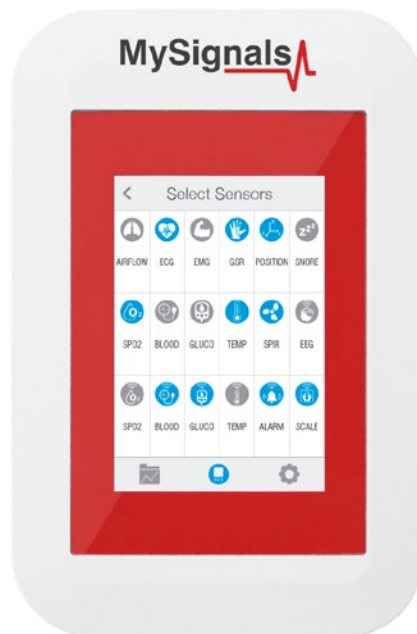 MySignals
Select Sensors
AIRFLOW ECG EMG GSR POSITION SNORE
SPO2 BLOOD GLUCO TEMP SPIR EEG
SPO2 BLOOD GLUCO TEMP ALARM SCALE